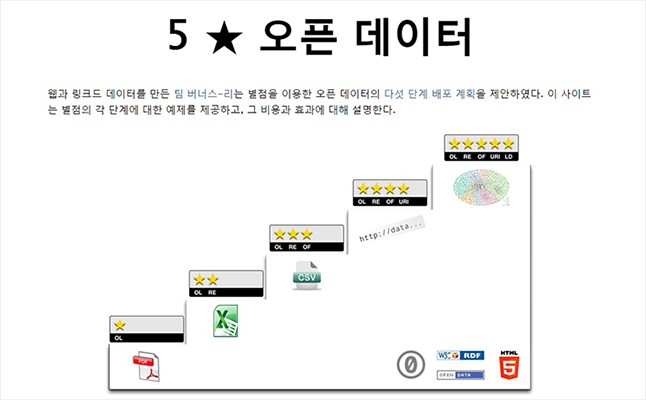 5 ★ 오픈 데이터
웹과 링크드 데이터를 만든 팀 버너스-리는 별점을 이용한 오픈 데이터의 다섯 단계 배포 계획을 제안하였다. 이 사이트
는 별점의 각 단계에 대한 예제를 제공하고, 그 비용과 효과에 대해 설명한다.
OL RE OF URI LD
OL RE OF URI
http://data...
OL RE OF
CSV
OL RE
OL
PDF
0
W3C RDF
HTML
5
OPEN DATA